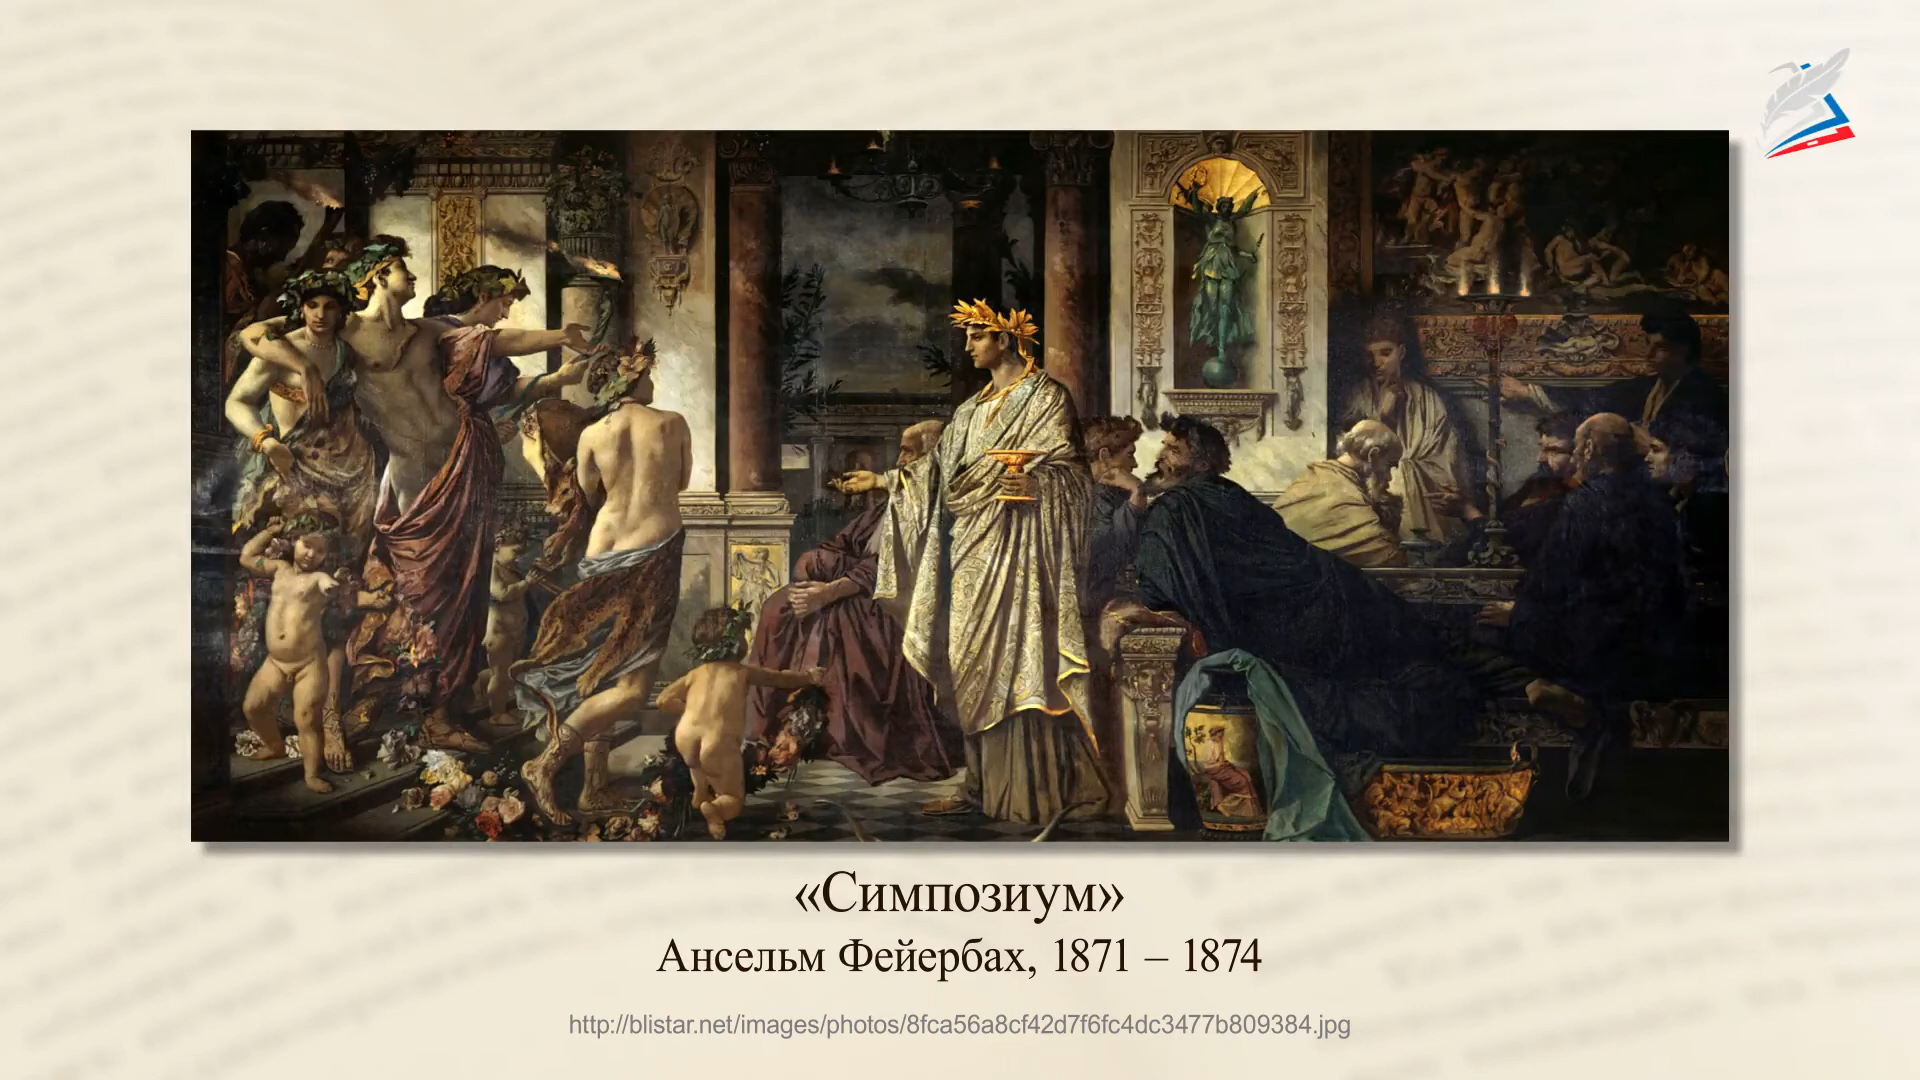 «Симпозиум»
Ансельм Фейербах, 1871 – 1874
http://blistar.net/images/photos/8fca56a8cf42d7f6fc4dc3477b809384.jpg